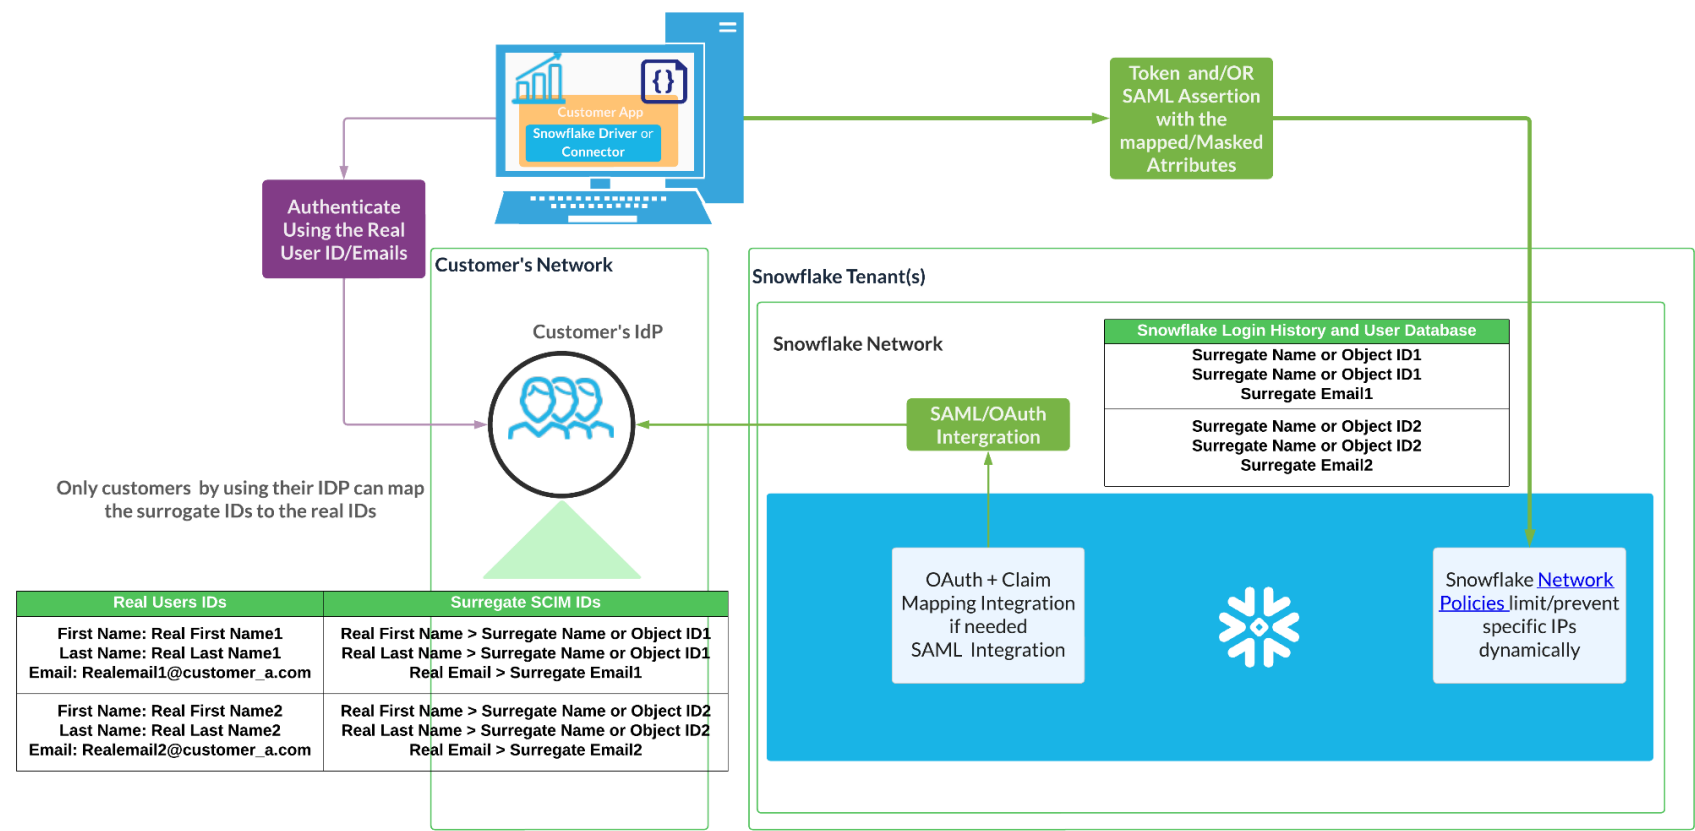 {}
Customer App
Snowflake Driver or
Connector
Token and/OR
SAML Assertion
with the
mapped/Masked
Atrributes
Authenticate
Using the Real
User ID/Emails
Customer's Network
Customer's IdP
Snowflake Tenant(s)
Snowflake Network
Snowflake Login History and User Database
Surregate Name or Object ID1
Surregate Name or Object ID1
Surregate Email1
Surregate Name or Object ID2
Surregate Name or Object ID2
Surregate Email2
SAML/OAuth
Intergration
Only customers by using their IDP can map
the surrogate IDs to the real IDs
OAuth + Claim
Mapping Integration
if needed
SAML Integration
Snowflake Network
Policies limit/prevent
specific IPs
dynamically
Real Users IDs
Surregate SCIM IDs
First Name: Real First Name1
Last Name: Real Last Name1
Email: Realemail1@customer_a.com
Real First Name > Surregate Name or Object ID1
Real Last Name > Surregate Name or Object ID1
Real Email > Surregate Email1
First Name: Real First Name2
Last Name: Real Last Name2
Email: Realemail2@customer_a.com
Real First Name > Surregate Name or Object ID2
Real Last Name > Surregate Name or Object ID2
Real Email > Surregate Email2